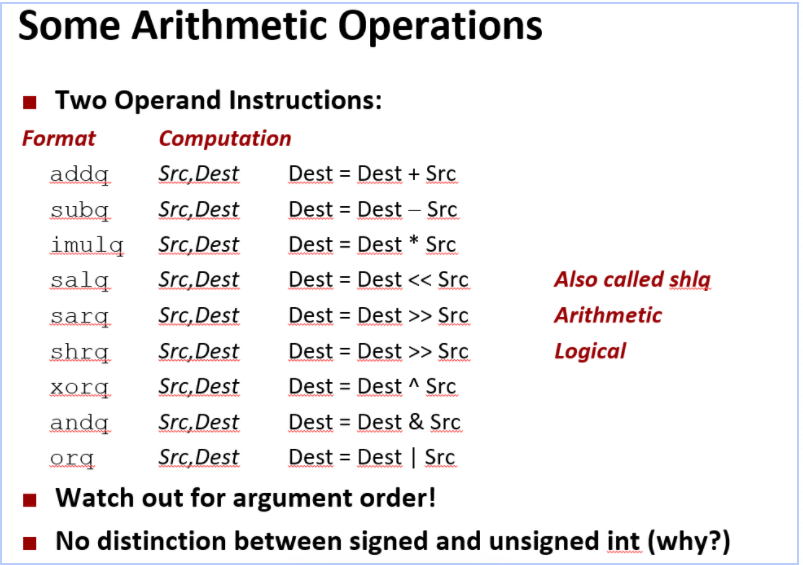 Some Arithmetic Operations
■ Two Operand Instructions:
Format Computation
addq Src,Dest Dest = Dest + Src
subq Src,Dest Dest = Dest − Src
imulq Src,Dest Dest = Dest * Src
salq Src,Dest Dest = Dest << Src Also called shlq
sarq Src,Dest Dest = Dest >> Src Arithmetic
shrq Src,Dest Dest = Dest >> Src Logical
xorq Src,Dest Dest = Dest ^ Src
andq Src,Dest Dest = Dest & Src
orq Src,Dest Dest = Dest | Src
■ Watch out for argument order!
■ No distinction between signed and unsigned int (why?)